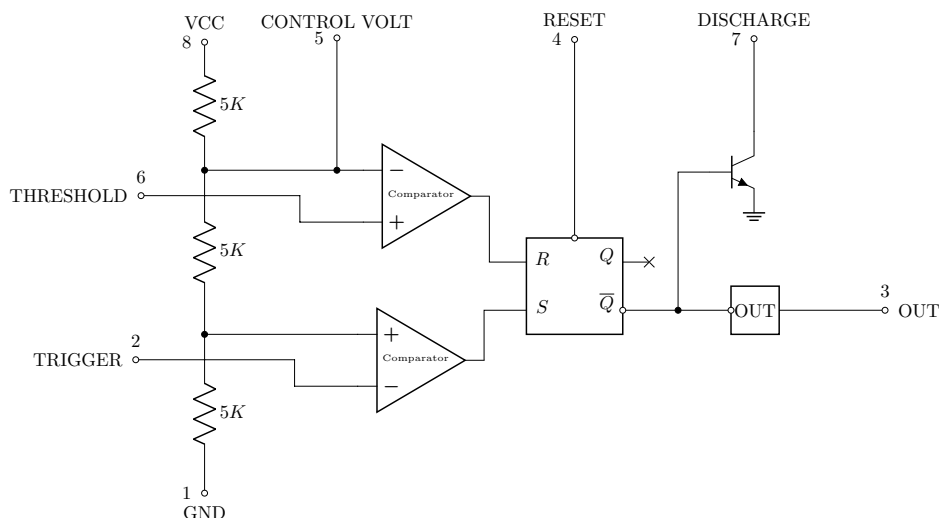 VCC
8
CONTROL VOLT
5
RESET
4
DISCHARGE
7
5K
THRESHOLD
6
Comparator
−
+
5K
R
Q
S
Q̅
OUT
3
OUT
TRIGGER
2
+
Comparator
−
5K
1
GND